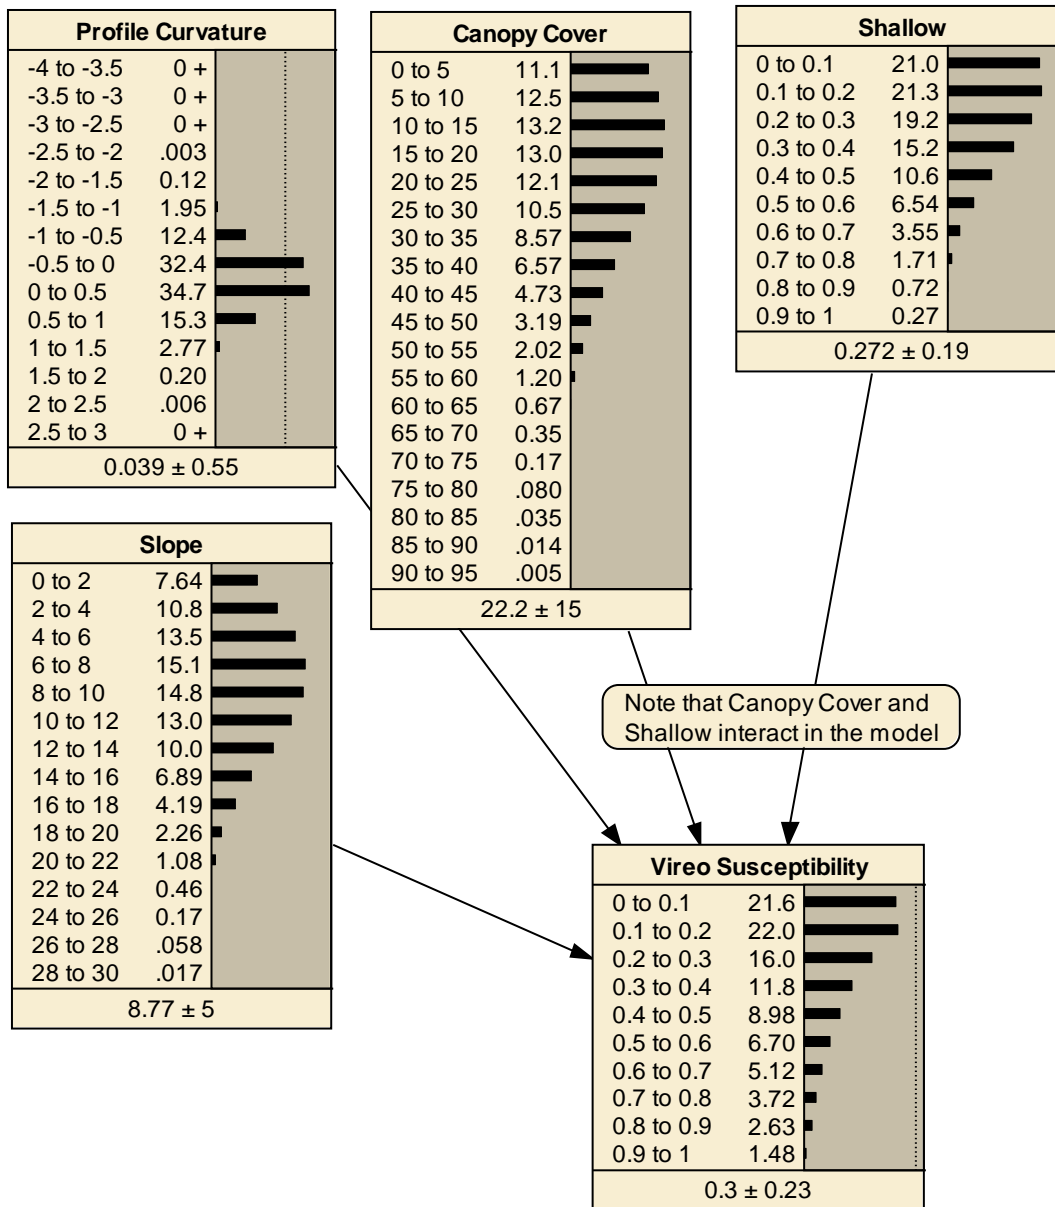 Profile Curvature
-4 to -3.5 0 +
-3.5 to -3 0 +
-3 to -2.5 0 +
-2.5 to -2 .003
-2 to -1.5 0.12
-1.5 to -1 1.95
-1 to -0.5 12.4
-0.5 to 0 32.4
0 to 0.5 34.7
0.5 to 1 15.3
1 to 1.5 2.77
1.5 to 2 0.20
2 to 2.5 .006
2.5 to 3 0 +
0.039 ± 0.55
Canopy Cover
0 to 5 11.1
5 to 10 12.5
10 to 15 13.2
15 to 20 13.0
20 to 25 12.1
25 to 30 10.5
30 to 35 8.57
35 to 40 6.57
40 to 45 4.73
45 to 50 3.19
50 to 55 2.02
55 to 60 1.20
60 to 65 0.67
65 to 70 0.35
70 to 75 0.17
75 to 80 .080
80 to 85 .035
85 to 90 .014
90 to 95 .005
22.2 ± 15
Shallow
0 to 0.1 21.0
0.1 to 0.2 21.3
0.2 to 0.3 19.2
0.3 to 0.4 15.2
0.4 to 0.5 10.6
0.5 to 0.6 6.54
0.6 to 0.7 3.55
0.7 to 0.8 1.71
0.8 to 0.9 0.72
0.9 to 1 0.27
0.272 ± 0.19
Slope
0 to 2 7.64
2 to 4 10.8
4 to 6 13.5
6 to 8 15.1
8 to 10 14.8
10 to 12 13.0
12 to 14 10.0
14 to 16 6.89
16 to 18 4.19
18 to 20 2.26
20 to 22 1.08
22 to 24 0.46
24 to 26 0.17
26 to 28 .058
28 to 30 .017
8.77 ± 5
Note that Canopy Cover and
Shallow interact in the model
Vireo Susceptibility
0 to 0.1 21.6
0.1 to 0.2 22.0
0.2 to 0.3 16.0
0.3 to 0.4 11.8
0.4 to 0.5 8.98
0.5 to 0.6 6.70
0.6 to 0.7 5.12
0.7 to 0.8 3.72
0.8 to 0.9 2.63
0.9 to 1 1.48
0.3 ± 0.23